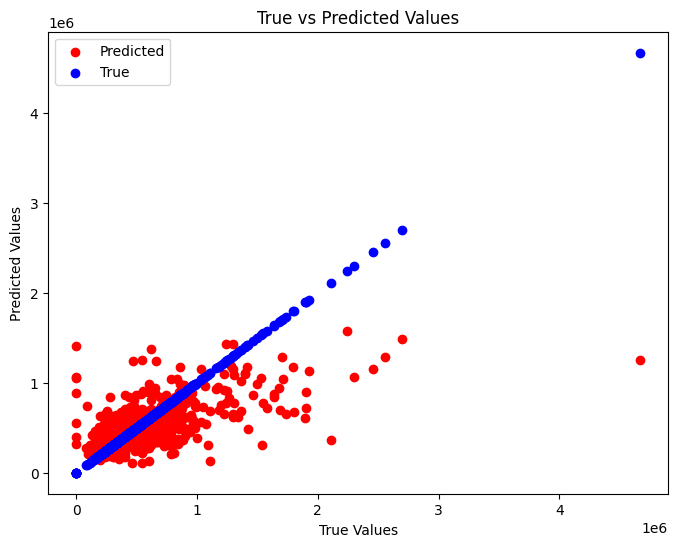 True vs Predicted Values
1e6
Predicted
True
4
3
2
1
0
Predicted Values
0
1
2
3
4
True Values
1e6